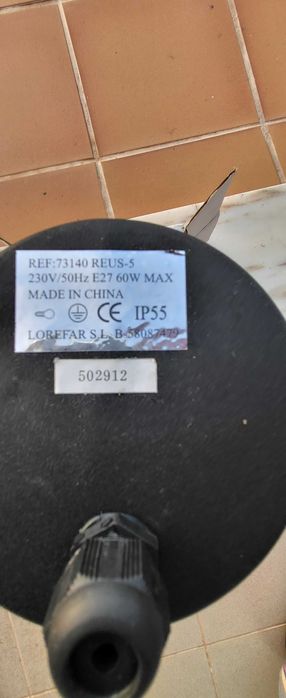 REF:73140 REUS-5
230V/50Hz E27 60W MAX
MADE IN CHINA
CE IP55
LOREFAR S.L. B-58087479
502912